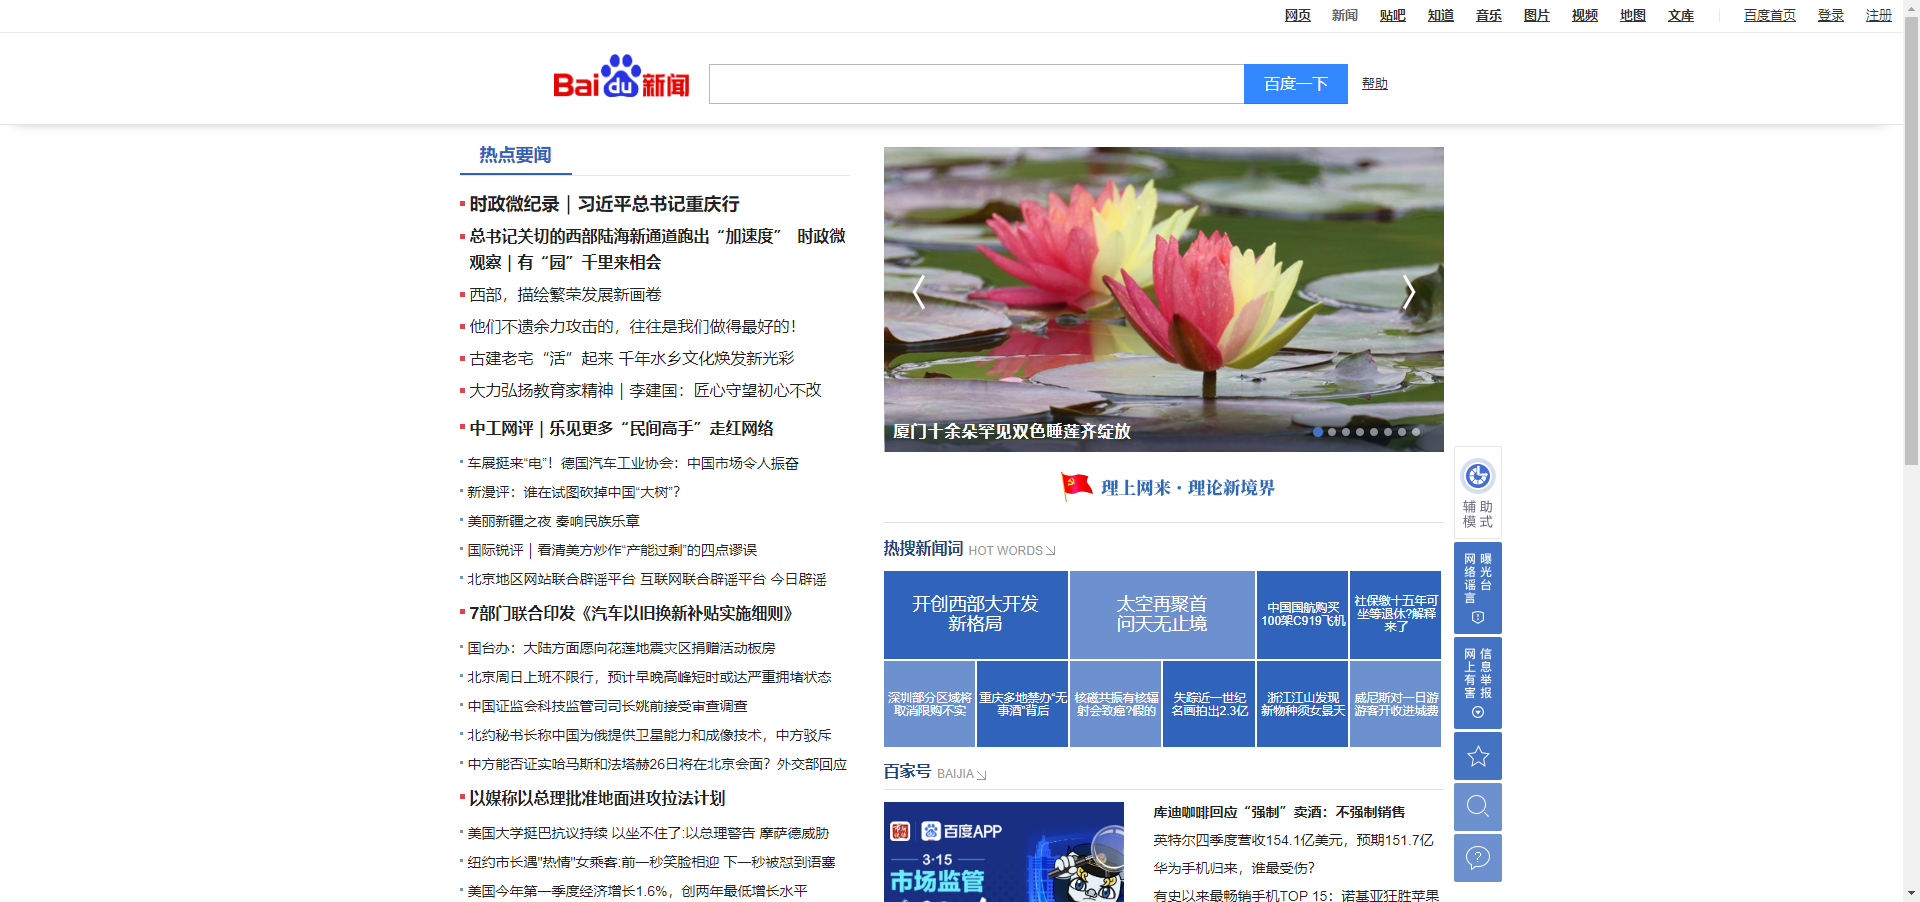 网页 新闻 贴吧 知道 音乐 图片 视频 地图 文库 百度首页 登录 注册
Bai du 新闻 百度一下 帮助
热点要闻
时政微纪录｜习近平总书记重庆行
总书记关切的西部陆海新通道跑出“加速度” 时政微
观察 | 有“园”千里来相会
西部，描绘繁荣发展新画卷
他们不遗余力攻击的，往往是我们做得最好的！
古建老宅“活”起来 千年水乡文化焕发新光彩
大力弘扬教育家精神｜李建国：匠心守望初心不改
中工网评 | 乐见更多“民间高手”走红网络
车展挺来“电”！德国汽车工业协会：中国市场令人振奋
新漫评：谁在试图砍掉中国“大树”？
美丽新疆之夜 奏响民族乐章
国际锐评｜看清美方炒作“产能过剩”的四点谬误
北京地区网站联合辟谣平台 互联网联合辟谣平台 今日辟谣
7部门联合印发《汽车以旧换新补贴实施细则》
国台办：大陆方面愿向花莲地震灾区捐赠活动板房
北京周日上班不限行，预计早晚高峰短时或达严重拥堵状态
中国证监会科技监管司司长姚前接受审查调查
北约秘书长称中国为俄提供卫星能力和成像技术，中方驳斥
中方能否证实哈马斯和法塔赫26日将在北京会面？外交部回应
以媒称以总理批准地面进攻拉法计划
美国大学挺巴抗议持续 以坐不住了:以总理警告 摩萨德威胁
纽约市长遇"热情"女乘客:前一秒笑脸相迎 下一秒被怼到语塞
美国今年第一季度经济增长1.6%，创两年最低增长水平
厦门十余朵罕见双色睡莲齐绽放
理上网来·理论新境界
热搜新闻词 HOT WORDS
开创西部大开发
新格局
太空再聚首
问天无止境
中国国航购买
100架C919飞机
社保缴十五年可
坐等退休?解释
来了
深圳部分区域将
取消限购不实
重庆多地禁办“无
事酒”背后
核磁共振有核辐
射会致癌?假的
失踪近一世纪
名画拍出2.3亿
浙江江山发现
新物种须女景天
威尼斯对一日游
游客开收进城费
百家号 BAIJIA
百度APP
3·15
市场监管
库迪咖啡回应“强制”卖酒：不强制销售
英特尔四季度营收154.1亿美元，预期151.7亿
华为手机归来，谁最受伤？
有史以来最畅销手机TOP 15：诺基亚狂胜苹果
辅助
模式
网络谣言
曝光台
网上有害
信息举报